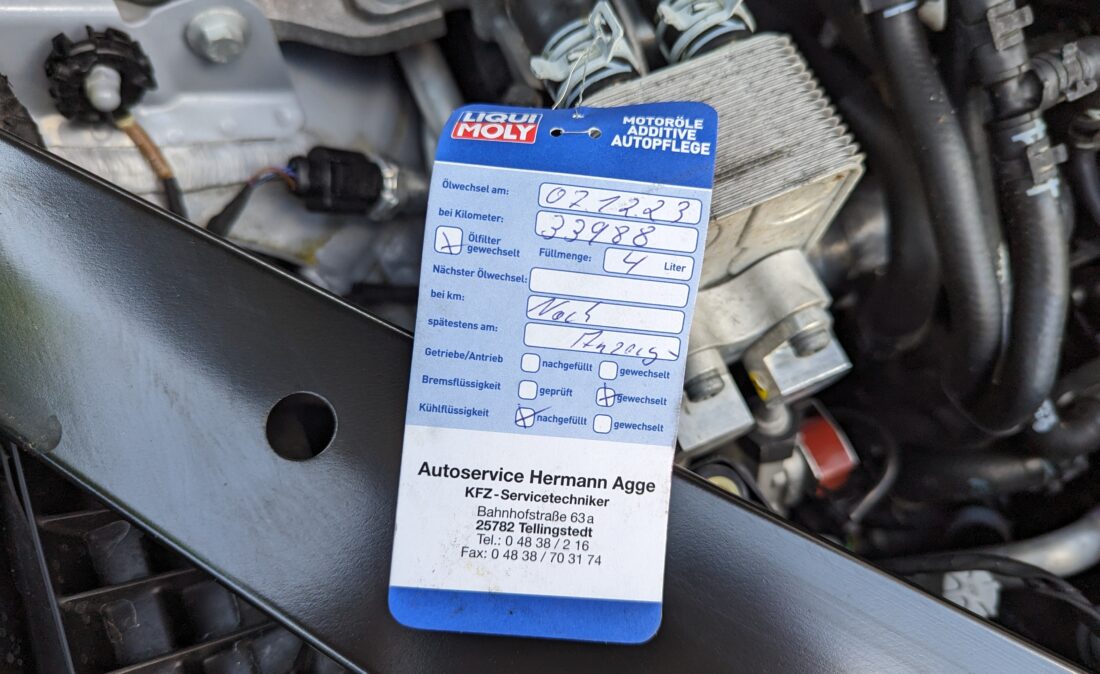 LIQUI MOLY
MOTORÖLE
ADDITIVE
AUTOPFLEGE
Ölwechsel am: 071223
bei Kilometer: 33988
Ölfilter gewechselt
Füllmenge: 4 Liter
Nächster Ölwechsel:
bei km: Nach
spätestens am: Anzeige
Getriebe/Antrieb nachgefüllt gewechselt
Bremsflüssigkeit geprüft gewechselt
Kühlflüssigkeit nachgefüllt gewechselt
Autoservice Hermann Agge
KFZ-Servicetechniker
Bahnhofstraße 63a
25782 Tellingstedt
Tel.: 0 48 38 / 2 16
Fax: 0 48 38 / 70 31 74